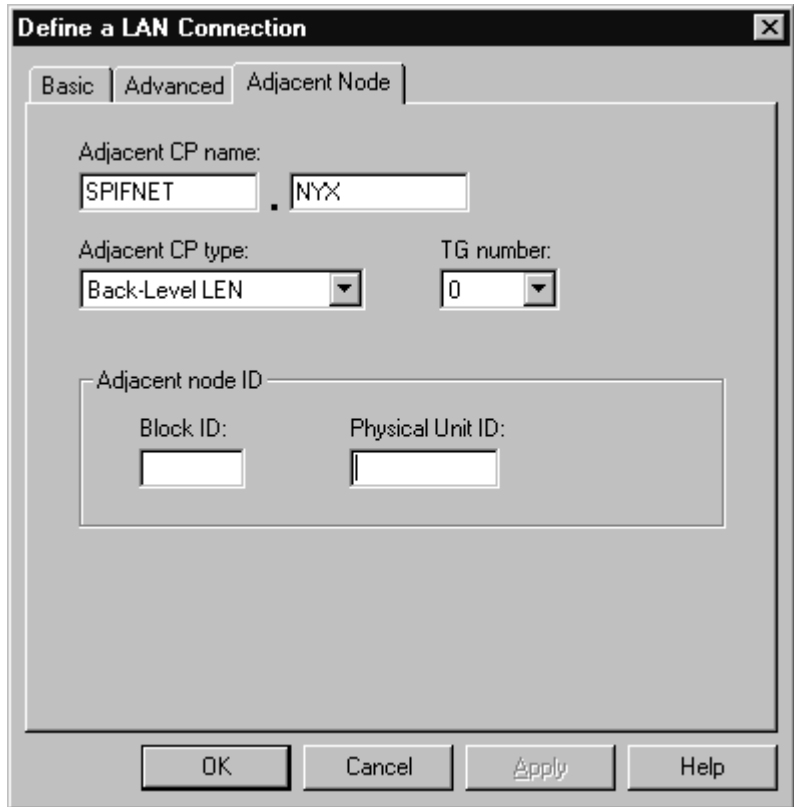 Define a LAN Connection
Basic Advanced Adjacent Node
Adjacent CP name:
SPIFNET . NYX
Adjacent CP type: TG number:
Back-Level LEN 0
Adjacent node ID
Block ID: Physical Unit ID:
OK Cancel Apply Help